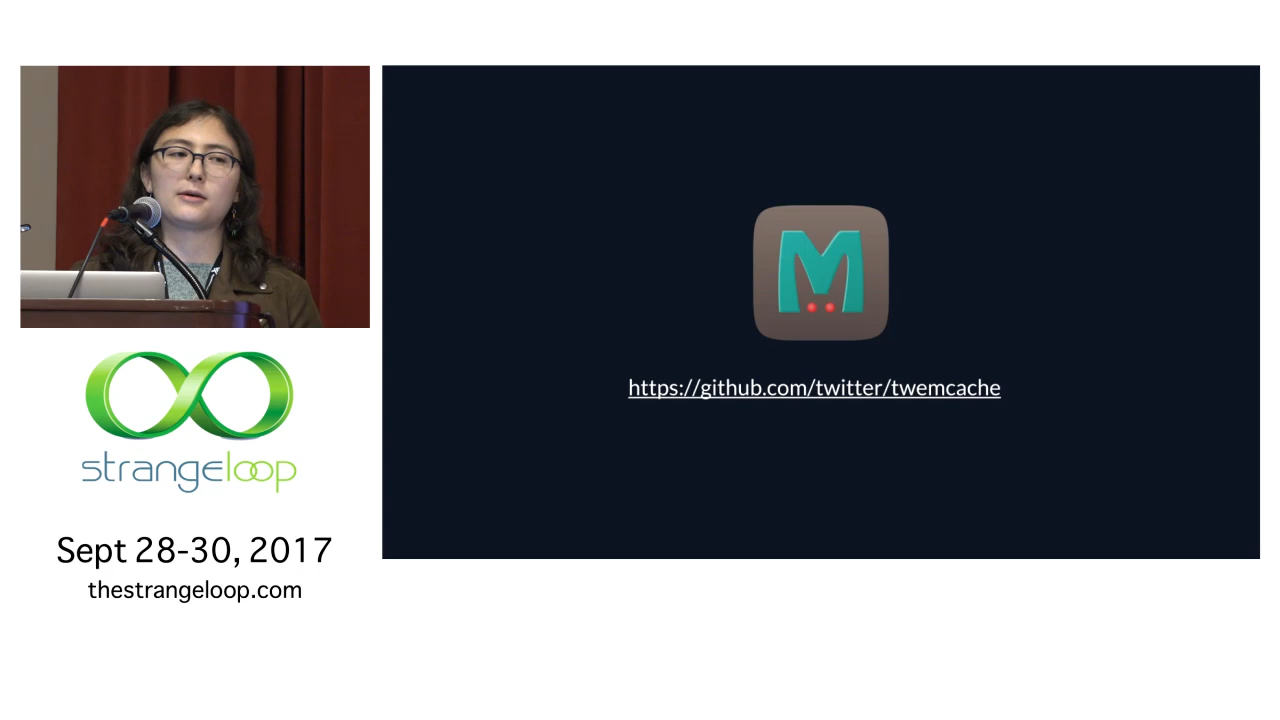 M
https://github.com/twitter/twemcache
strangeloop
Sept 28-30, 2017
thestrangeloop.com